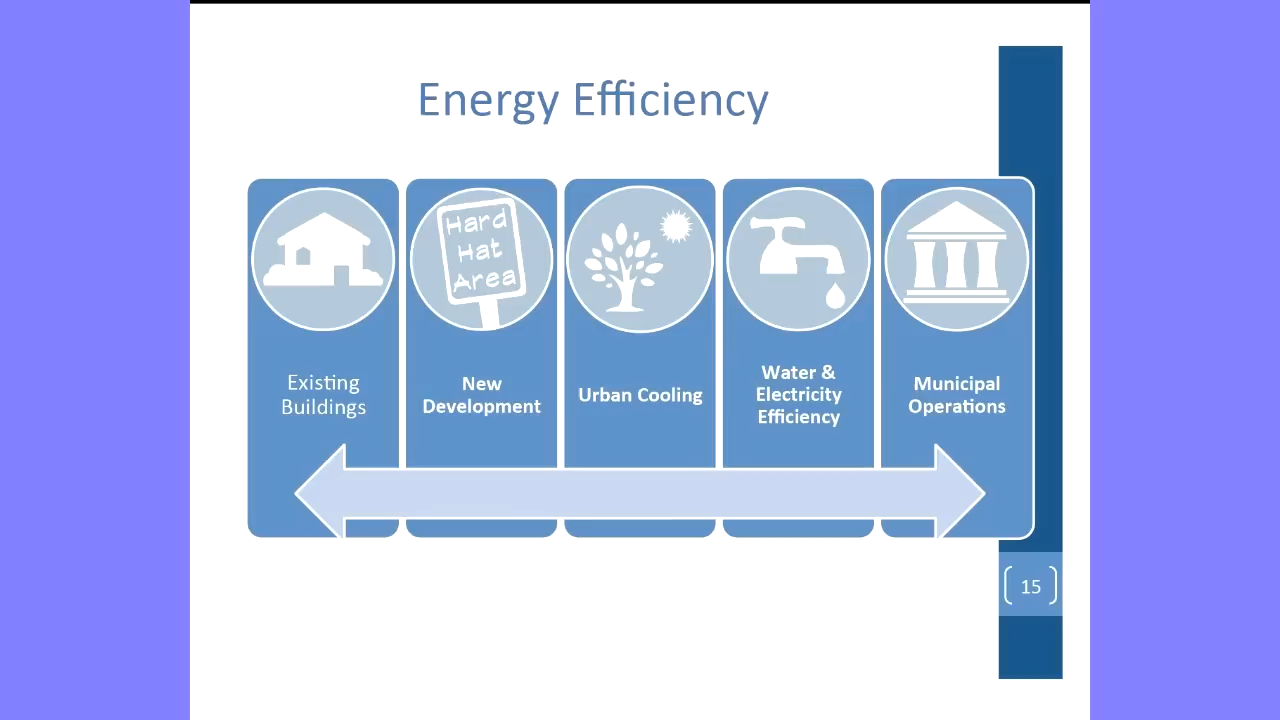 Energy Efficiency
Hard
Hat
Area
Existing
Buildings
New
Development
Urban Cooling
Water &
Electricity
Efficiency
Municipal
Operations
15